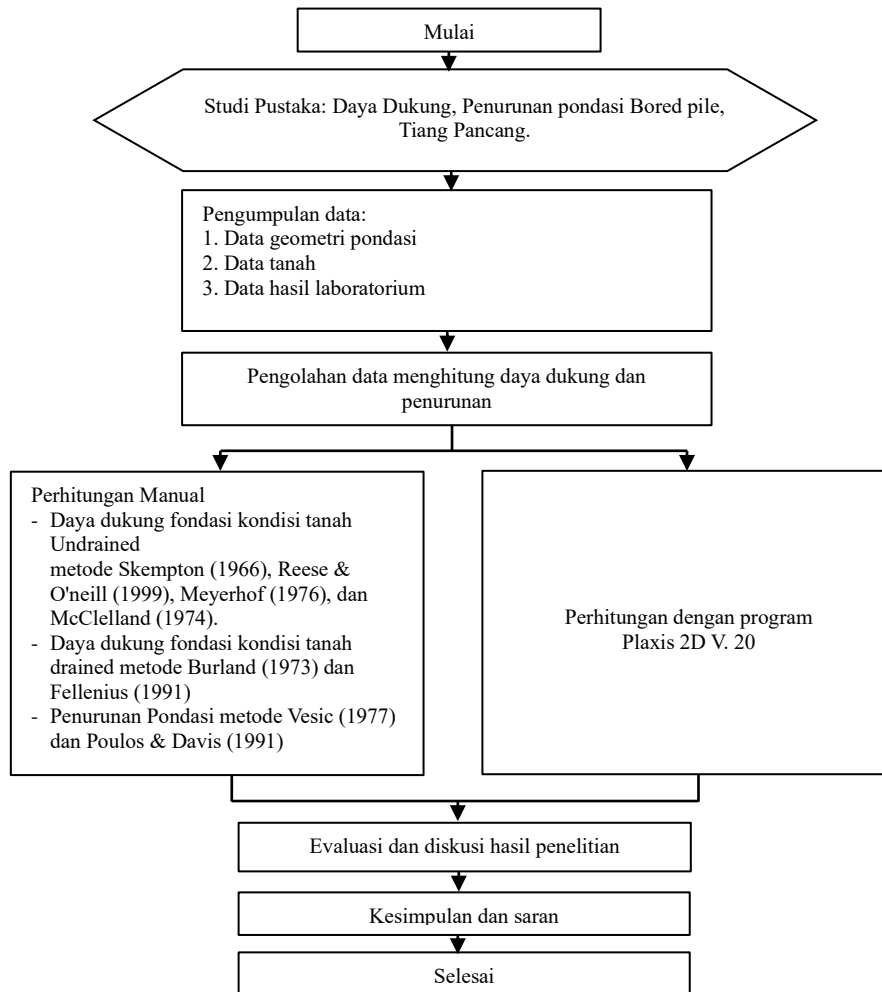 Mulai
Studi Pustaka: Daya Dukung, Penurunan pondasi Bored pile,
Tiang Pancang.
Pengumpulan data:
1. Data geometri pondasi
2. Data tanah
3. Data hasil laboratorium
Pengolahan data menghitung daya dukung dan
penurunan
Perhitungan Manual
- Daya dukung fondasi kondisi tanah
Undrained
metode Skempton (1966), Reese &
O'neill (1999), Meyerhof (1976), dan
McClelland (1974).
- Daya dukung fondasi kondisi tanah
drained metode Burland (1973) dan
Fellenius (1991)
- Penurunan Pondasi metode Vesic (1977)
dan Poulos & Davis (1991)
Perhitungan dengan program
Plaxis 2D V. 20
Evaluasi dan diskusi hasil penelitian
Kesimpulan dan saran
Selesai